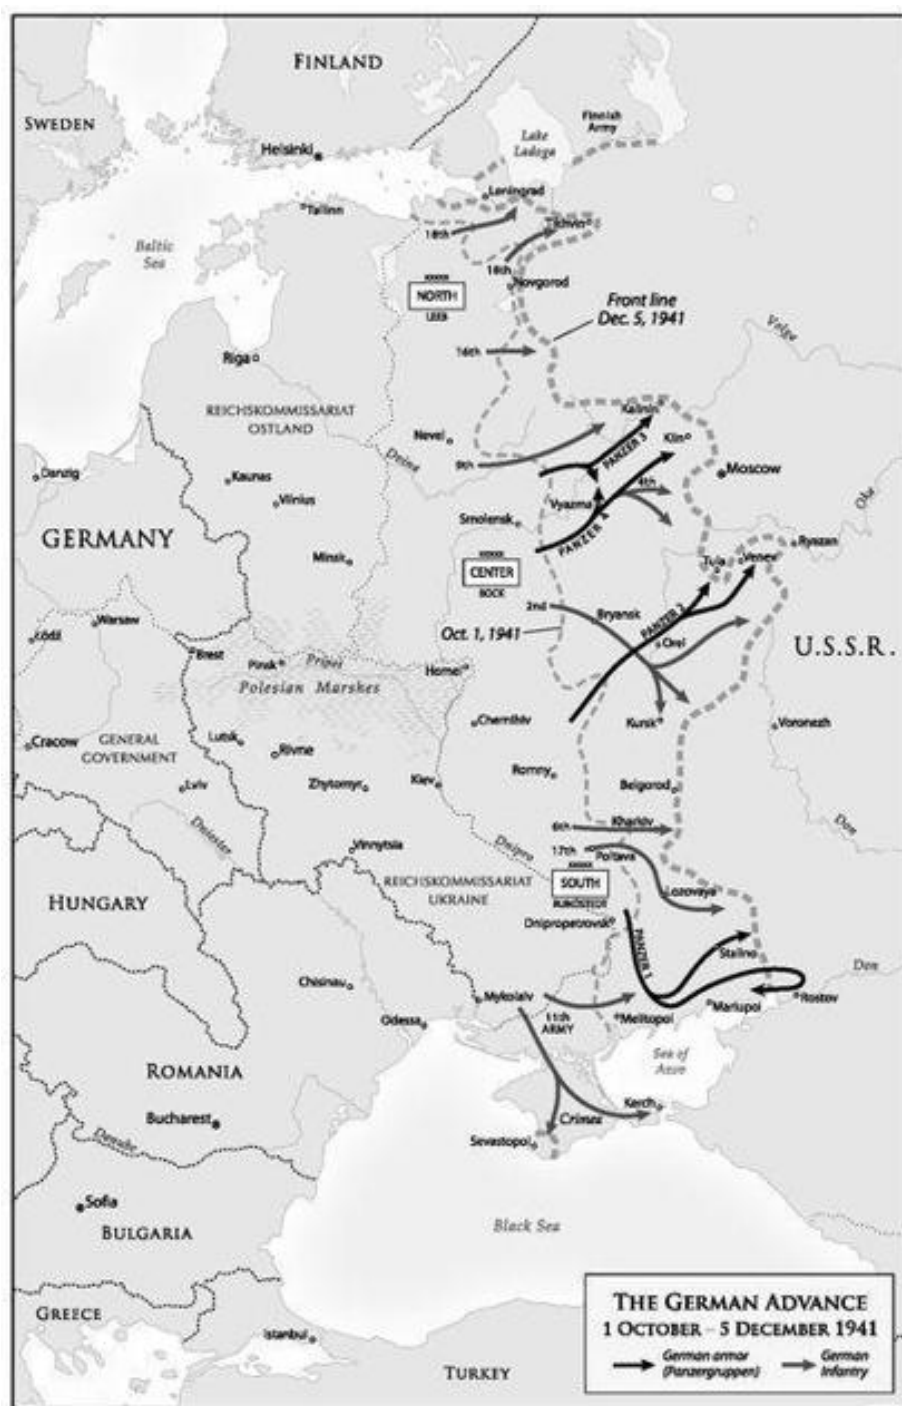 FINLAND
SWEDEN
Finnish
Army
Lake
Ladoga
Helsinki
Leningrad
Tallinn
Tikhvin
18th
Baltic
Sea
16th
Novgorod
XXXXX
NORTH
LEEB
Front line
Dec. 5, 1941
Volga
Riga
16th
REICHSKOMMISSARIAT
OSTLAND
Kalinin
Nevel
Klin
PANZER 3
Dvina
9th
Moscow
Danzig
Kaunas
4th
Oka
Vilnius
Vyazma
Smolensk
PANZER 4
GERMANY
Ryazan
Minsk
XXXXX
CENTER
BOCK
Tula
Venev
2nd
Bryansk
PANZER 2
Warsaw
Łódź
Oct. 1, 1941
Orel
U.S.S.R.
Brest
Pinsk
Pripet
Homel
Polesian Marshes
Chernihiv
Kursk
Voronezh
Cracow
GENERAL
GOVERNMENT
Lutsk
Rivne
Romny
Lviv
Zhytomyr
Kiev
Belgorod
Dniester
Dnipro
6th
Kharkiv
Don
17th
Poltava
Vinnytsia
XXXXX
SOUTH
RUNDSTEDT
REICHSKOMMISSARIAT
UKRAINE
Lozovaya
HUNGARY
Dnipropetrovsk
PANZER 1
Stalino
Don
Chisinau
Mykolaiv
Rostov
11th
ARMY
Mariupol
Odessa
Melitopol
Sea of
Azov
ROMANIA
Bucharest
Kerch
Crimea
Danube
Sevastopol
Sofia
BULGARIA
Black Sea
THE GERMAN ADVANCE
1 OCTOBER – 5 DECEMBER 1941
German armor
(Panzergruppen)
German
Infantry
GREECE
Istanbul
TURKEY